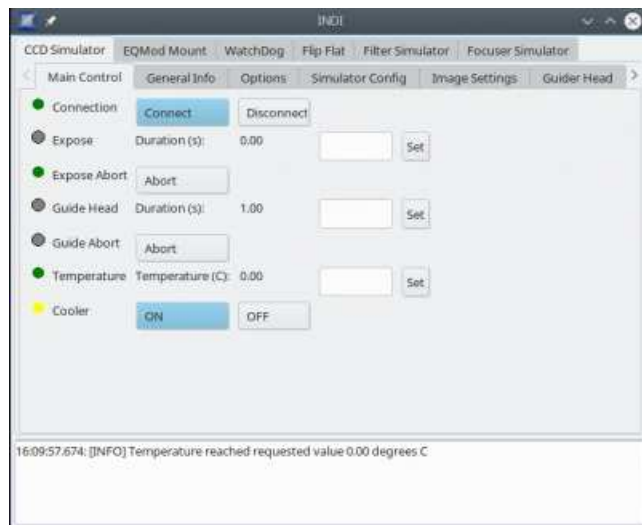 INDI
CCD Simulator EQMod Mount WatchDog Flip Flat Filter Simulator Focuser Simulator
Main Control General Info Options Simulator Config Image Settings Guider Head
Connection Connect Disconnect
Expose Duration (s): 0.00 Set
Expose Abort Abort
Guide Head Duration (s): 1.00 Set
Guide Abort Abort
Temperature Temperature (C): 0.00 Set
Cooler ON OFF
16:09:57.674: [INFO] Temperature reached requested value 0.00 degrees C